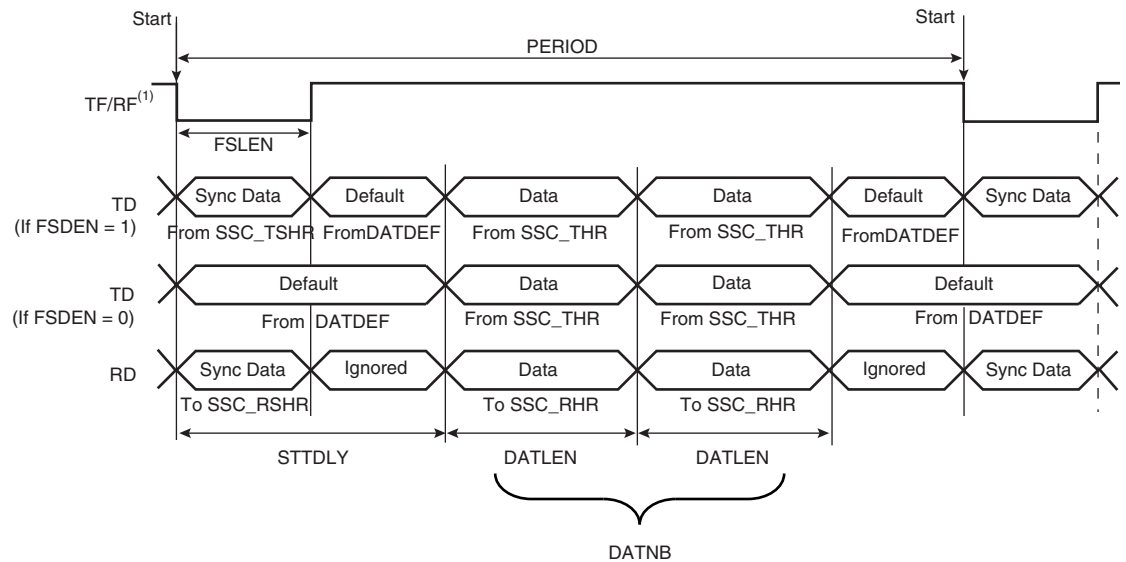 Start Start
PERIOD
TF/RF(1)
FSLEN
TD
(If FSDEN = 1)
Sync Data Default Data Data Default Sync Data
From SSC_TSHR FromDATDEF From SSC_THR From SSC_THR FromDATDEF
TD
(If FSDEN = 0)
Default Data Data Default
From DATDEF From SSC_THR From SSC_THR From DATDEF
RD
Sync Data Ignored Data Data Ignored Sync Data
To SSC_RSHR To SSC_RHR To SSC_RHR
STTDLY DATLEN DATLEN
DATNB